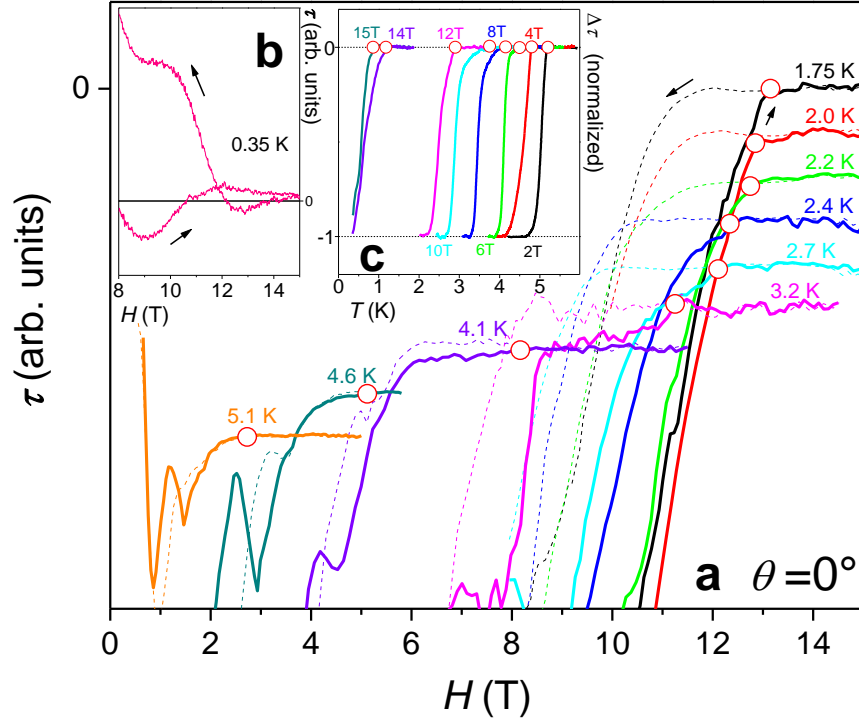 b
0.35 K
8 10 12 14
H (T)
τ (arb. units)
0
15T 14T 12T 8T 4T
10T 6T 2T
0
-1
c
0 1 2 3 4 5
T (K)
Δτ (normalized)
1.75 K
2.0 K
2.2 K
2.4 K
2.7 K
3.2 K
4.1 K
4.6 K
5.1 K
a θ =0°
0
τ (arb. units)
0 2 4 6 8 10 12 14
H (T)